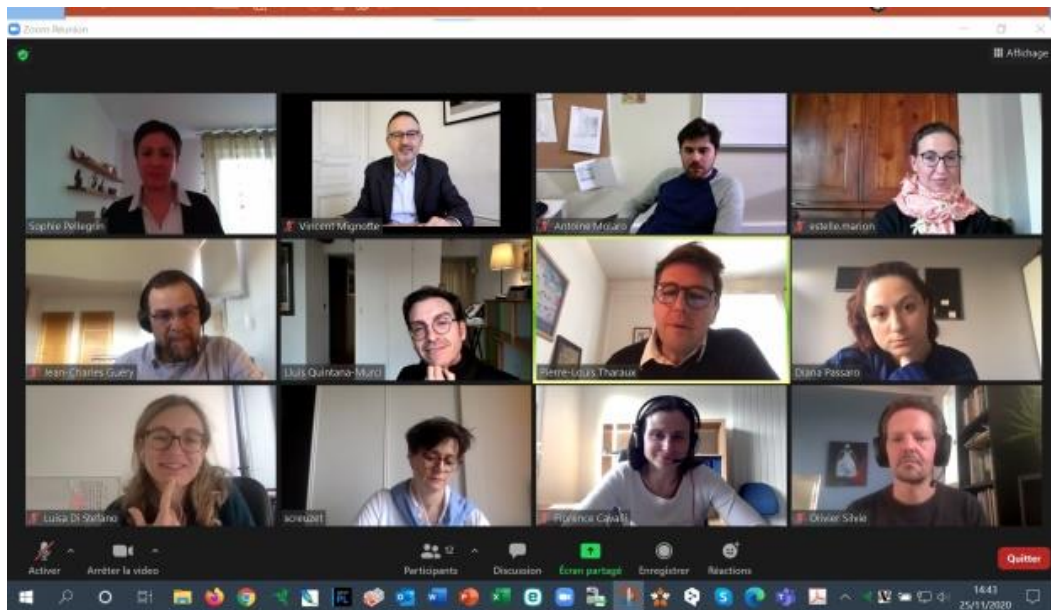 Zoom Réunion
Affichage
Sophie Pellegrin
Vincent Mignotte
Antoine Molaro
estelle.marion
Jean-Charles Guéry
Lluis Quintana-Murci
Pierre-Louis Tharaux
Diana Passaro
Luisa Di Stefano
acreuzet
Florence Cavalli
Olivier Silvie
Activer
Arrêter la vidéo
Participants
12
Discussion
Écran partagé
Enregistrer
Réactions
Quitter
14:41
25/11/2020